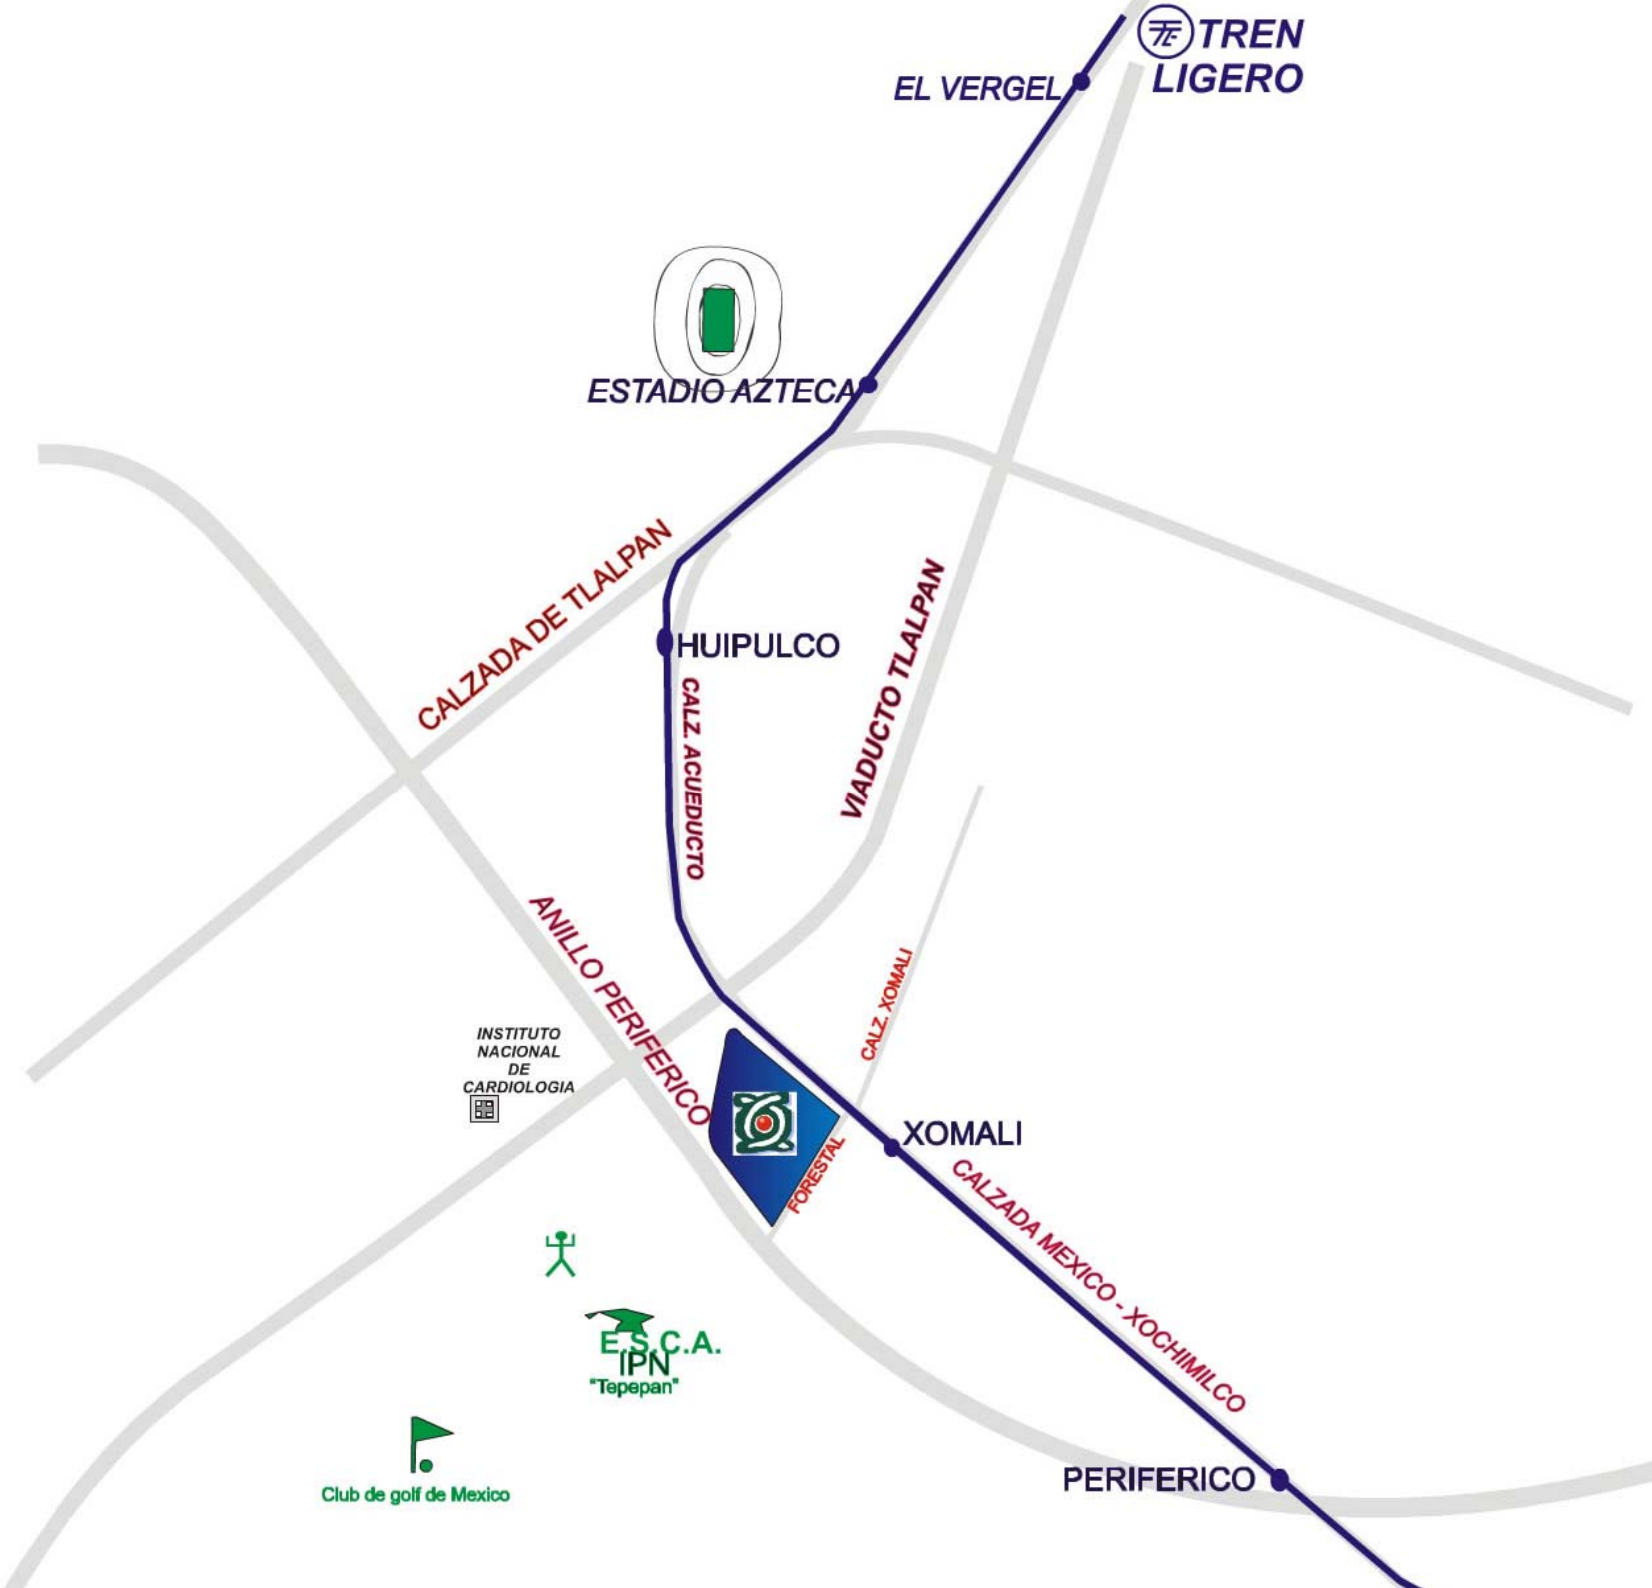 TREN
LIGERO
EL VERGEL
ESTADIO AZTECA
CALZADA DE TLALPAN
HUIPULCO
VIADUCTO TLALPAN
CALZ. ACUEDUCTO
ANILLO PERIFERICO
CALZ. XOMALI
INSTITUTO
NACIONAL
DE
CARDIOLOGIA
XOMALI
FORESTAL
CALZADA MEXICO - XOCHIMILCO
E.S.C.A.
IPN
"Tepepan"
PERIFERICO
Club de golf de Mexico